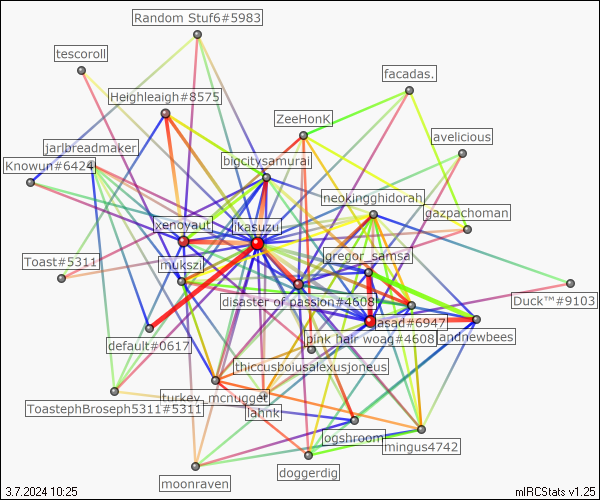 Random Stuf6#5983
tescoroll
facadas.
Heighleaigh#8575
ZeeHonK
avelicious
jarlbreadmaker
bigcitysamurai
Knowun#6424
neokingghidorah
gazpachoman
xenoyaut
ikasuzu
gregor_samsa
Toast#5311
mukszi
disaster of passion#4608
Duck™#9103
asad#6947
default#0617
pink hair woag#4608
andnewbees
thiccusboiusalexusjoneus
turkey_mcnugget
ToastephBroseph5311#5311
lahnk
ogshroom
mingus4742
doggerdig
moonraven
3.7.2024 10:25
mIRCStats v1.25